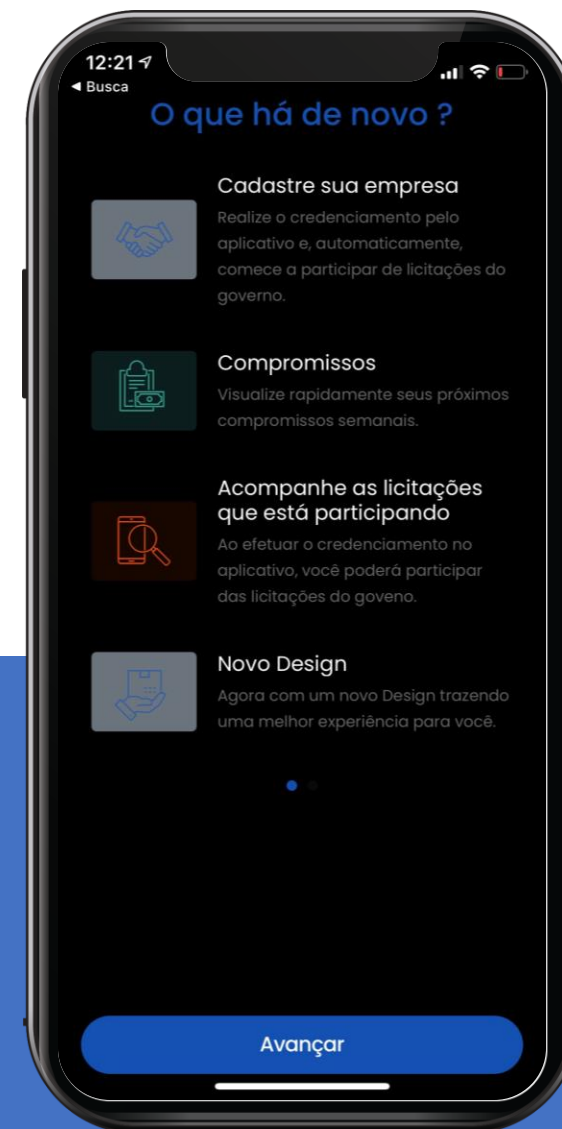 12:21
◀ Busca
O que há de novo ?
Cadastre sua empresa
Realize o credenciamento pelo
aplicativo e, automaticamente,
comece a participar de licitações do
governo.
Compromissos
Visualize rapidamente seus próximos
compromissos semanais.
Acompanhe as licitações
que está participando
Ao efetuar o credenciamento no
aplicativo, você poderá participar
das licitações do goveno.
Novo Design
Agora com um novo Design trazendo
uma melhor experiência para você.
Avançar